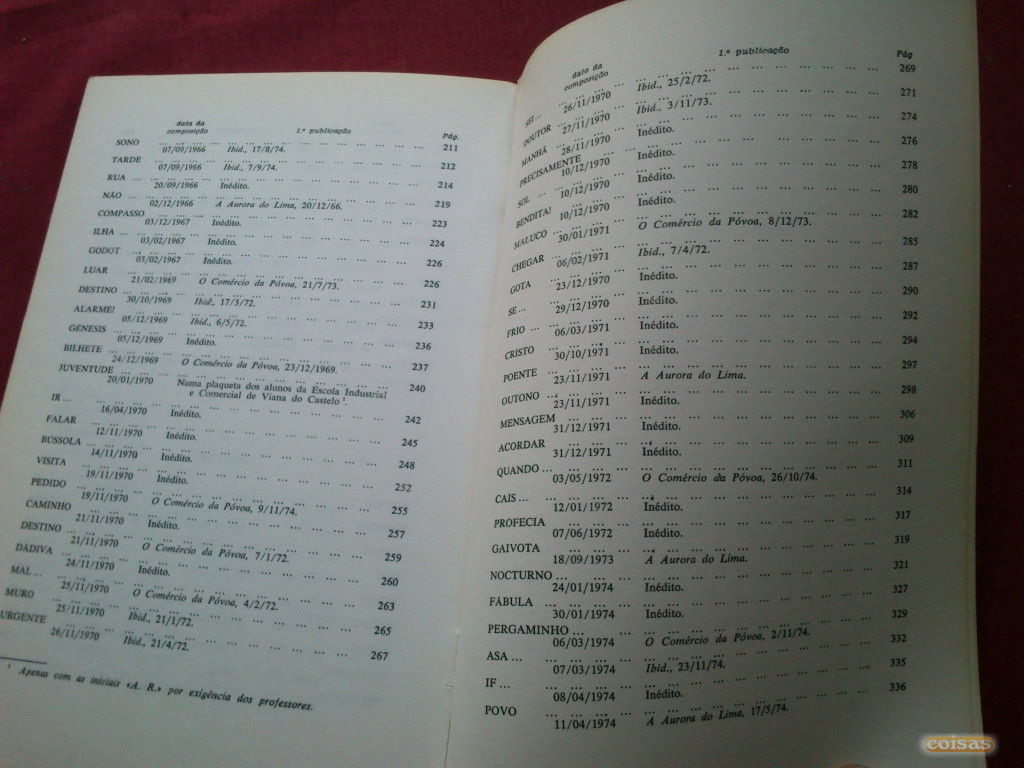 data da
composição 1.ª publicação Pág.
SONO ... 211
07/09/1966 Ibid., 17/8/74.
TARDE ... 212
07/09/1966 Ibid., 7/9/74.
RUA ... 214
20/09/1966 Inédito.
NÃO ... 219
02/12/1966 A Aurora do Lima, 20/12/66.
COMPASSO ... 223
03/12/1967 Inédito.
ILHA ... 224
03/02/1967 Inédito.
GODOT ... 226
03/02/1967 Inédito.
LUAR ... 226
21/02/1969 O Comércio da Póvoa, 21/7/73.
DESTINO ... 231
30/10/1969 Ibid., 17/3/72.
ALARME! ... 233
05/12/1969 Ibid., 6/5/72.
GÉNESIS ... 236
05/12/1969 Inédito.
BILHETE ... 237
24/12/1969 O Comércio da Póvoa, 23/12/1969.
JUVENTUDE ... 240
20/01/1970 Numa plaqueta dos alunos da Escola Industrial
e Comercial de Viana do Castelo ¹.
IR ... 242
16/04/1970 Inédito.
FALAR ... 245
12/11/1970 Inédito.
BÚSSOLA ... 248
14/11/1970 Inédito.
VISITA ... 252
19/11/1970 Inédito.
PEDIDO ... 255
19/11/1970 O Comércio da Póvoa, 9/11/74.
CAMINHO ... 257
21/11/1970 Inédito.
DESTINO ... 259
21/11/1970 O Comércio da Póvoa, 7/1/72.
DÁDIVA ... 260
24/11/1970 Inédito.
MAL ... 263
25/11/1970 O Comércio da Póvoa, 4/2/72.
MURO ... 265
25/11/1970 Ibid., 21/1/72.
URGENTE ... 267
26/11/1970 Ibid., 21/4/72.
¹ Apenas com as iniciais «A. R.» por exigência dos professores.
data da
composição 1.ª publicação Pág
SEI ... 269
26/11/1970 Ibid., 25/2/72.
DOUTOR ... 271
27/11/1970 Ibid., 3/11/73.
MANHÃ ... 274
28/11/1970 Inédito.
PRECISAMENTE ... 276
10/12/1970 Inédito.
SOL ... 278
10/12/1970 Inédito.
BENDITA! ... 280
10/12/1970 Inédito.
MALUCO ... 282
30/01/1971 O Comércio da Póvoa, 8/12/73.
CHEGAR ... 285
06/02/1971 Ibid., 7/4/72.
GOTA ... 287
23/12/1970 Inédito.
SE ... 290
29/12/1970 Inédito.
FRIO ... 292
06/03/1971 Inédito.
CRISTO ... 294
30/10/1971 Inédito.
POENTE ... 297
23/11/1971 A Aurora do Lima.
OUTONO ... 298
23/11/1971 Inédito.
MENSAGEM ... 306
31/12/1971 Inédito.
ACORDAR ... 309
31/12/1971 Inédito.
QUANDO ... 311
03/05/1972 O Comércio da Póvoa, 26/10/74.
CAIS ... 314
12/01/1972 Inédito.
PROFECIA ... 317
07/06/1972 Inédito.
GAIVOTA ... 319
18/09/1973 A Aurora do Lima.
NOCTURNO ... 321
24/01/1974 Inédito.
FÁBULA ... 327
30/01/1974 Inédito.
PERGAMINHO ... 329
06/03/1974 O Comércio da Póvoa, 2/11/74.
ASA ... 332
07/03/1974 Ibid., 23/11/74.
IF ... 335
08/04/1974 Inédito.
POVO ... 336
11/04/1974 A Aurora do Lima, 17/5/74.
coisas